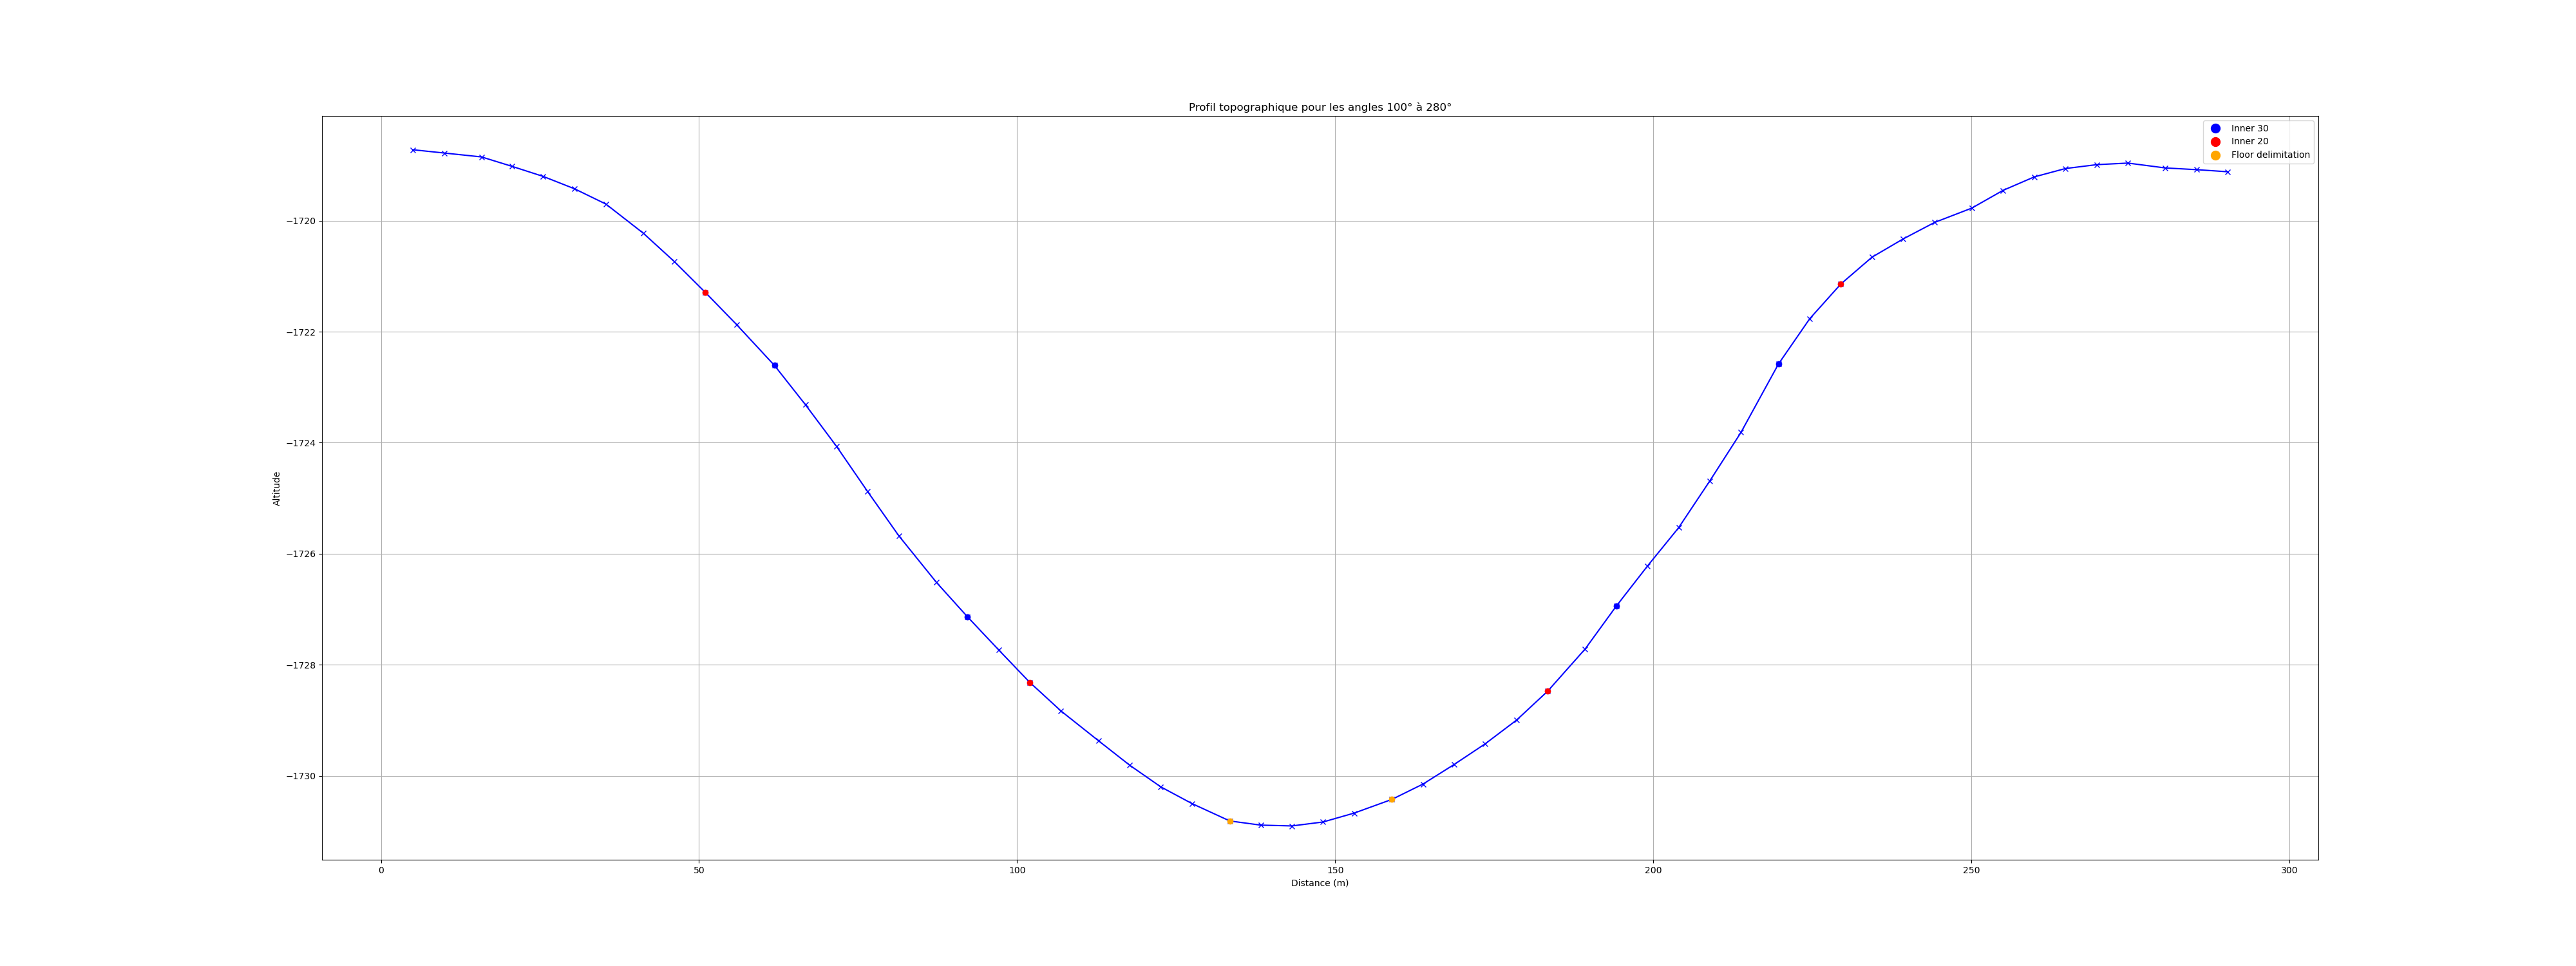 Profil topographique pour les angles 100° à 280°
Inner 30
Inner 20
Floor delimitation
Altitude
−1720
−1722
−1724
−1726
−1728
−1730
0 50 100 150 200 250 300
Distance (m)